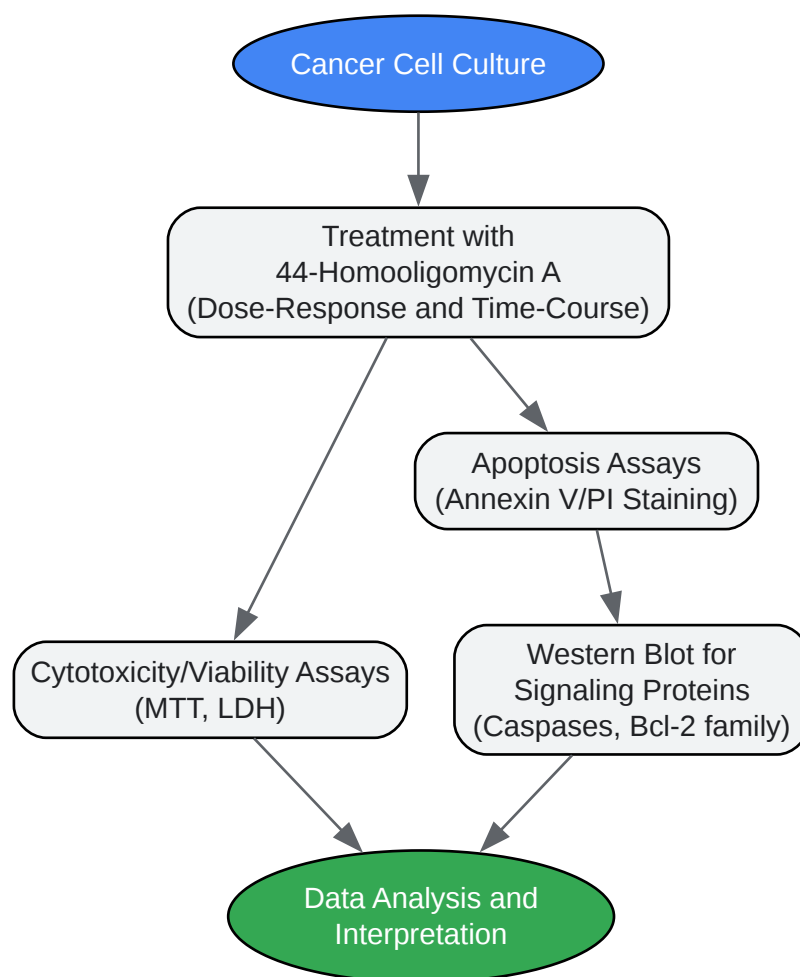 Cancer Cell Culture
Treatment with
44-Homooligomycin A
(Dose-Response and Time-Course)
Apoptosis Assays
(Annexin V/PI Staining)
Cytotoxicity/Viability Assays
(MTT, LDH)
Western Blot for
Signaling Proteins
(Caspases, Bcl-2 family)
Data Analysis and
Interpretation